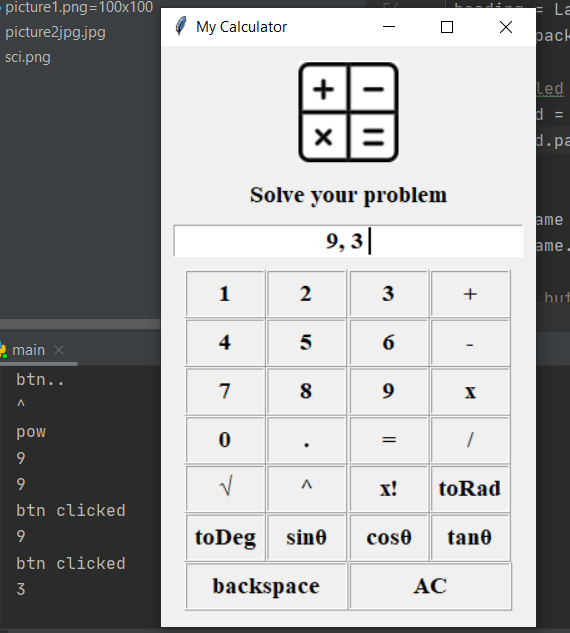 picture1.png=100x100
picture2jpg.jpg
sci.png
My Calculator
+ −
× =
Solve your problem
9, 3
1 2 3 +
4 5 6 -
7 8 9 x
0 . = /
√ ^ x! toRad
toDeg sinθ cosθ tanθ
backspace AC
main
btn..
^
pow
9
9
btn clicked
9
btn clicked
3